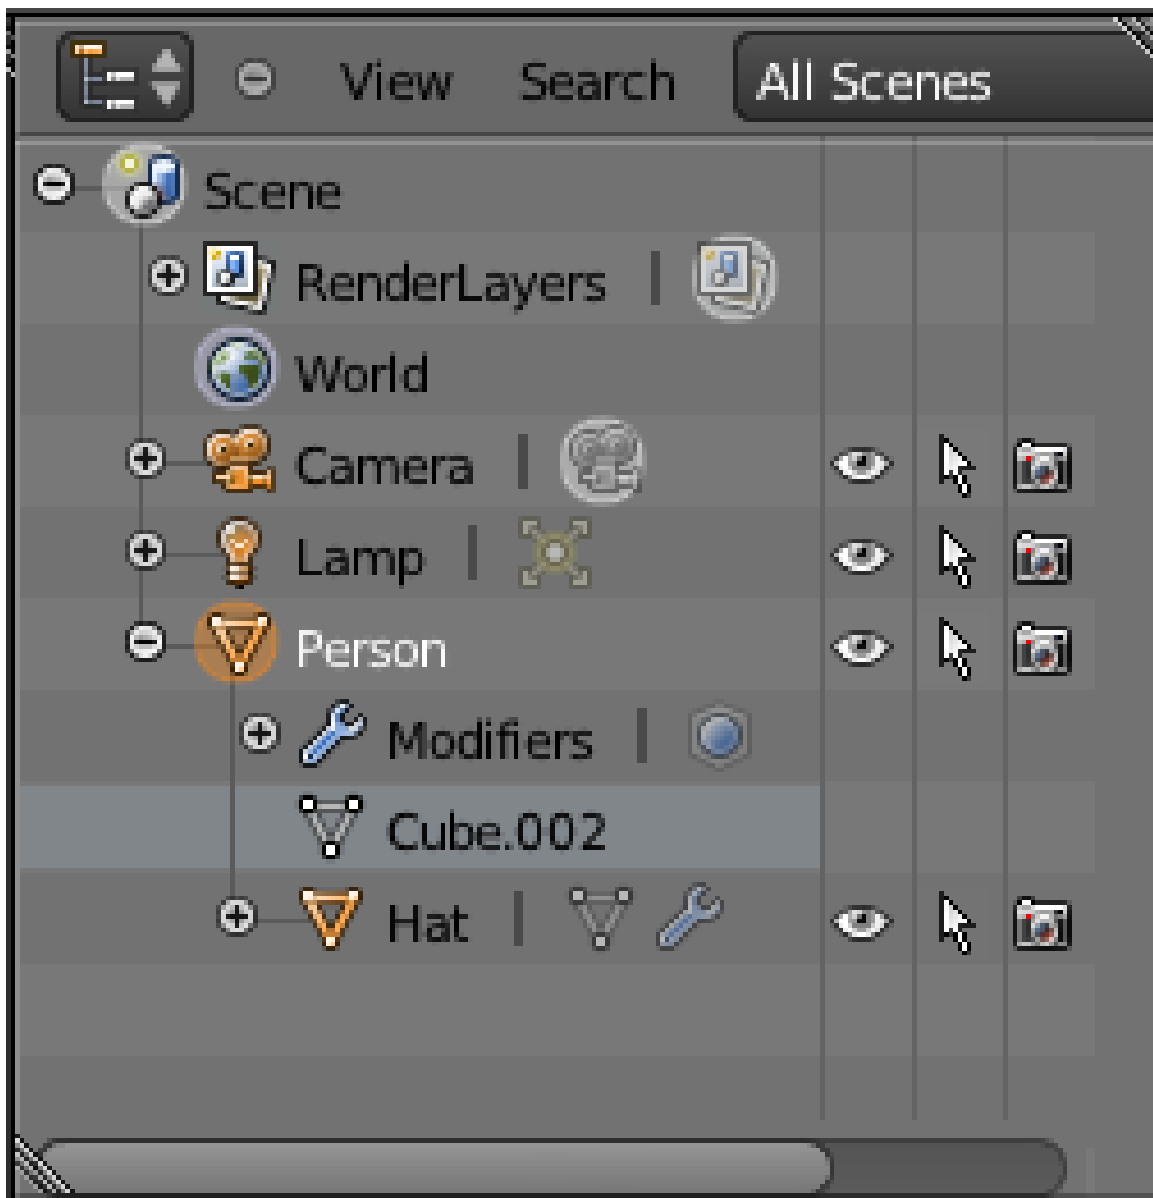 View Search All Scenes
Scene
RenderLayers
World
Camera
Lamp
Person
Modifiers
Cube.002
Hat